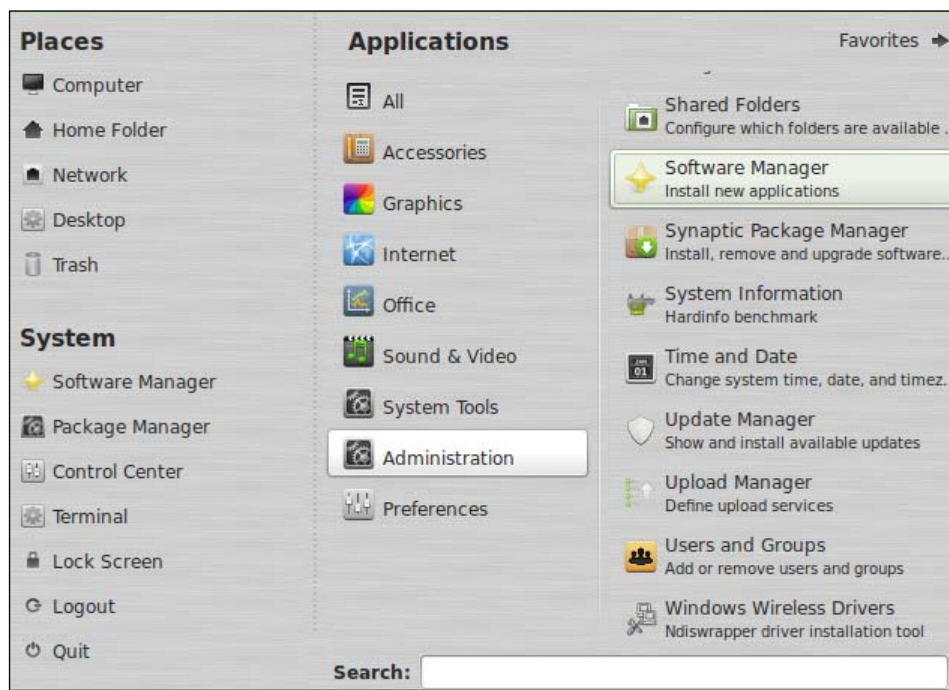 Places
Computer
Home Folder
Network
Desktop
Trash
System
Software Manager
Package Manager
Control Center
Terminal
Lock Screen
Logout
Quit
Applications
All
Accessories
Graphics
Internet
Office
Sound & Video
System Tools
Administration
Preferences
Favorites
Shared Folders
Configure which folders are available .
Software Manager
Install new applications
Synaptic Package Manager
Install, remove and upgrade software..
System Information
Hardinfo benchmark
Time and Date
01
Change system time, date, and timez.
Update Manager
Show and install available updates
Upload Manager
Define upload services
Users and Groups
Add or remove users and groups
Windows Wireless Drivers
Ndiswrapper driver installation tool
Search: